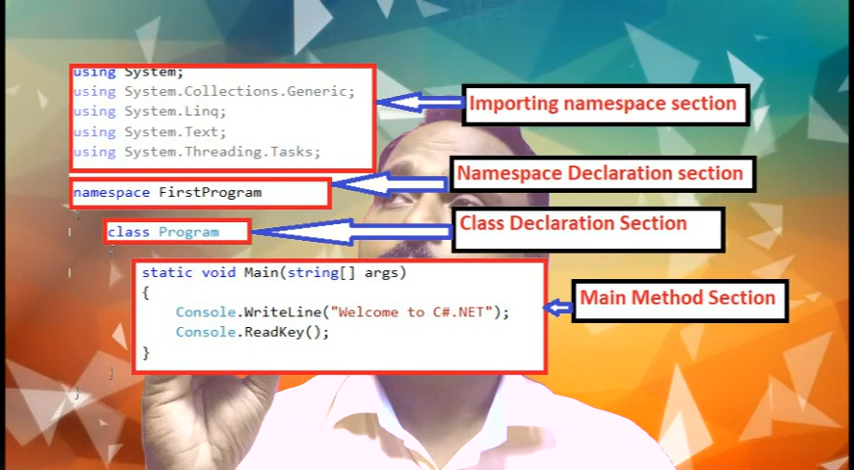 using System;
using System.Collections.Generic;
using System.Linq;
using System.Text;
using System.Threading.Tasks;
Importing namespace section
namespace FirstProgram
Namespace Declaration section
{
class Program
Class Declaration Section
{
static void Main(string[] args)
{
Console.WriteLine("Welcome to C#.NET");
Console.ReadKey();
}
Main Method Section
}
}